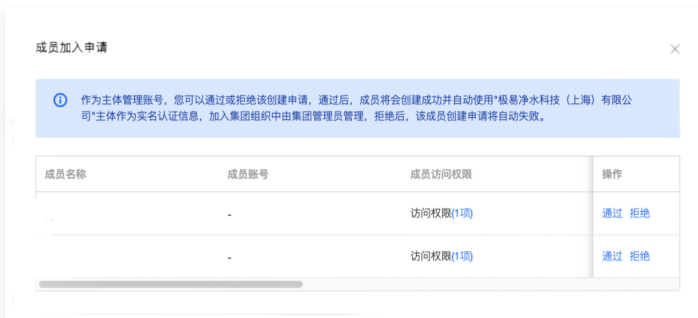 成员加入申请
作为主体管理账号，您可以通过或拒绝该创建申请，通过后，成员将会创建成功并自动使用"极易净水科技（上海）有限公
司"主体作为实名认证信息，加入集团组织中由集团管理员管理，拒绝后，该成员创建申请将自动失败。
成员名称 成员账号 成员访问权限 操作
- 访问权限(1项) 通过 拒绝
- 访问权限(1项) 通过 拒绝